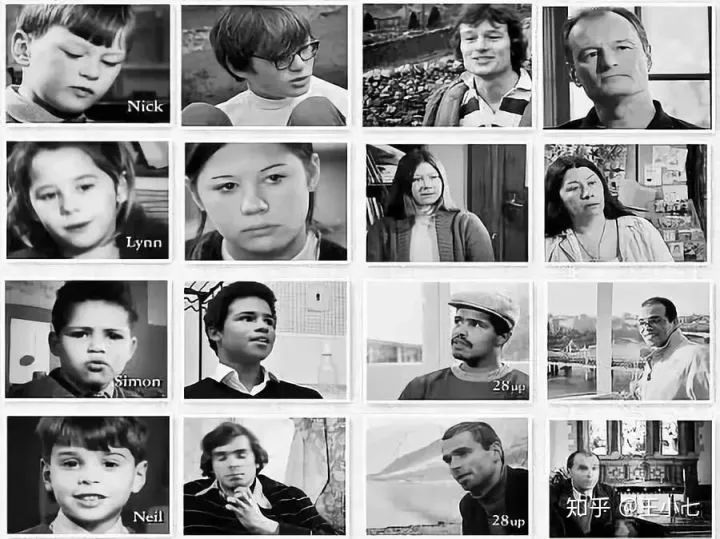 Nick
Lynn
Simon
28up
Neil
28up
知乎 @王小七